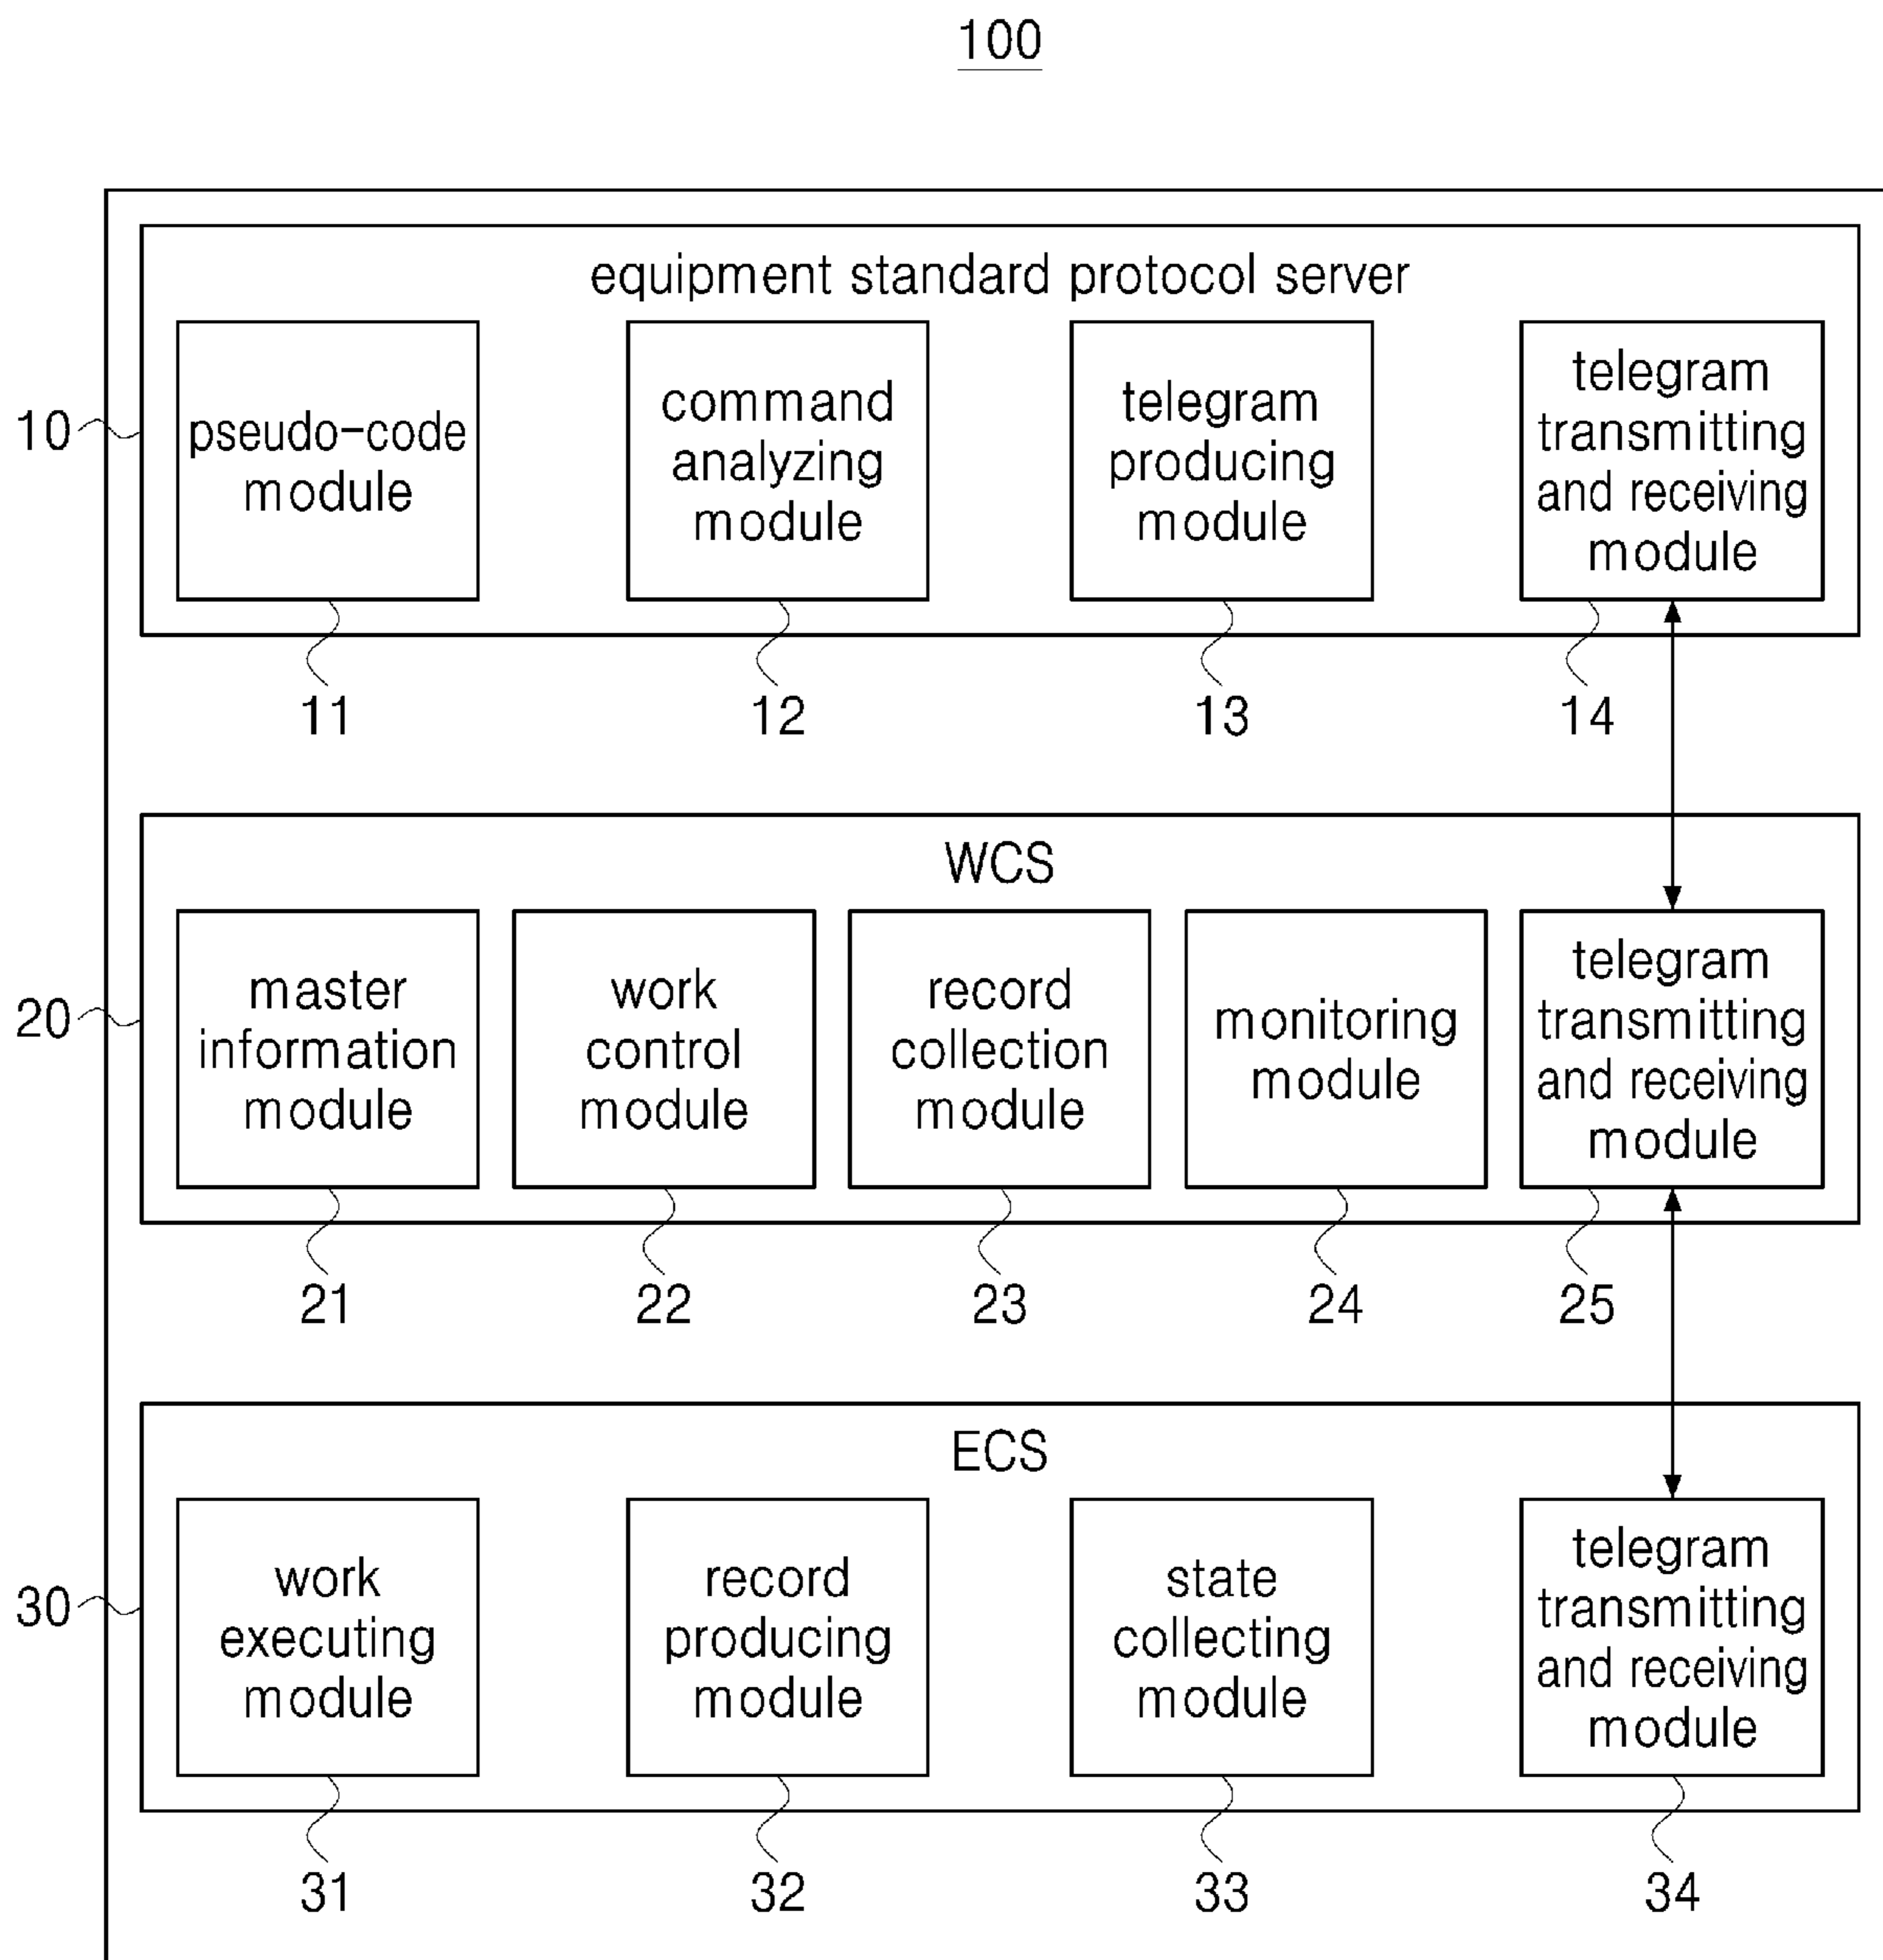 100
equipment standard protocol server
10
pseudo-code
module
command
analyzing
module
telegram
producing
module
telegram
transmitting
and receiving
module
11
12
13
14
WCS
20
master
information
module
work
control
module
record
collection
module
monitoring
module
telegram
transmitting
and receiving
module
21
22
23
24
25
ECS
30
work
executing
module
record
producing
module
state
collecting
module
telegram
transmitting
and receiving
module
31
32
33
34